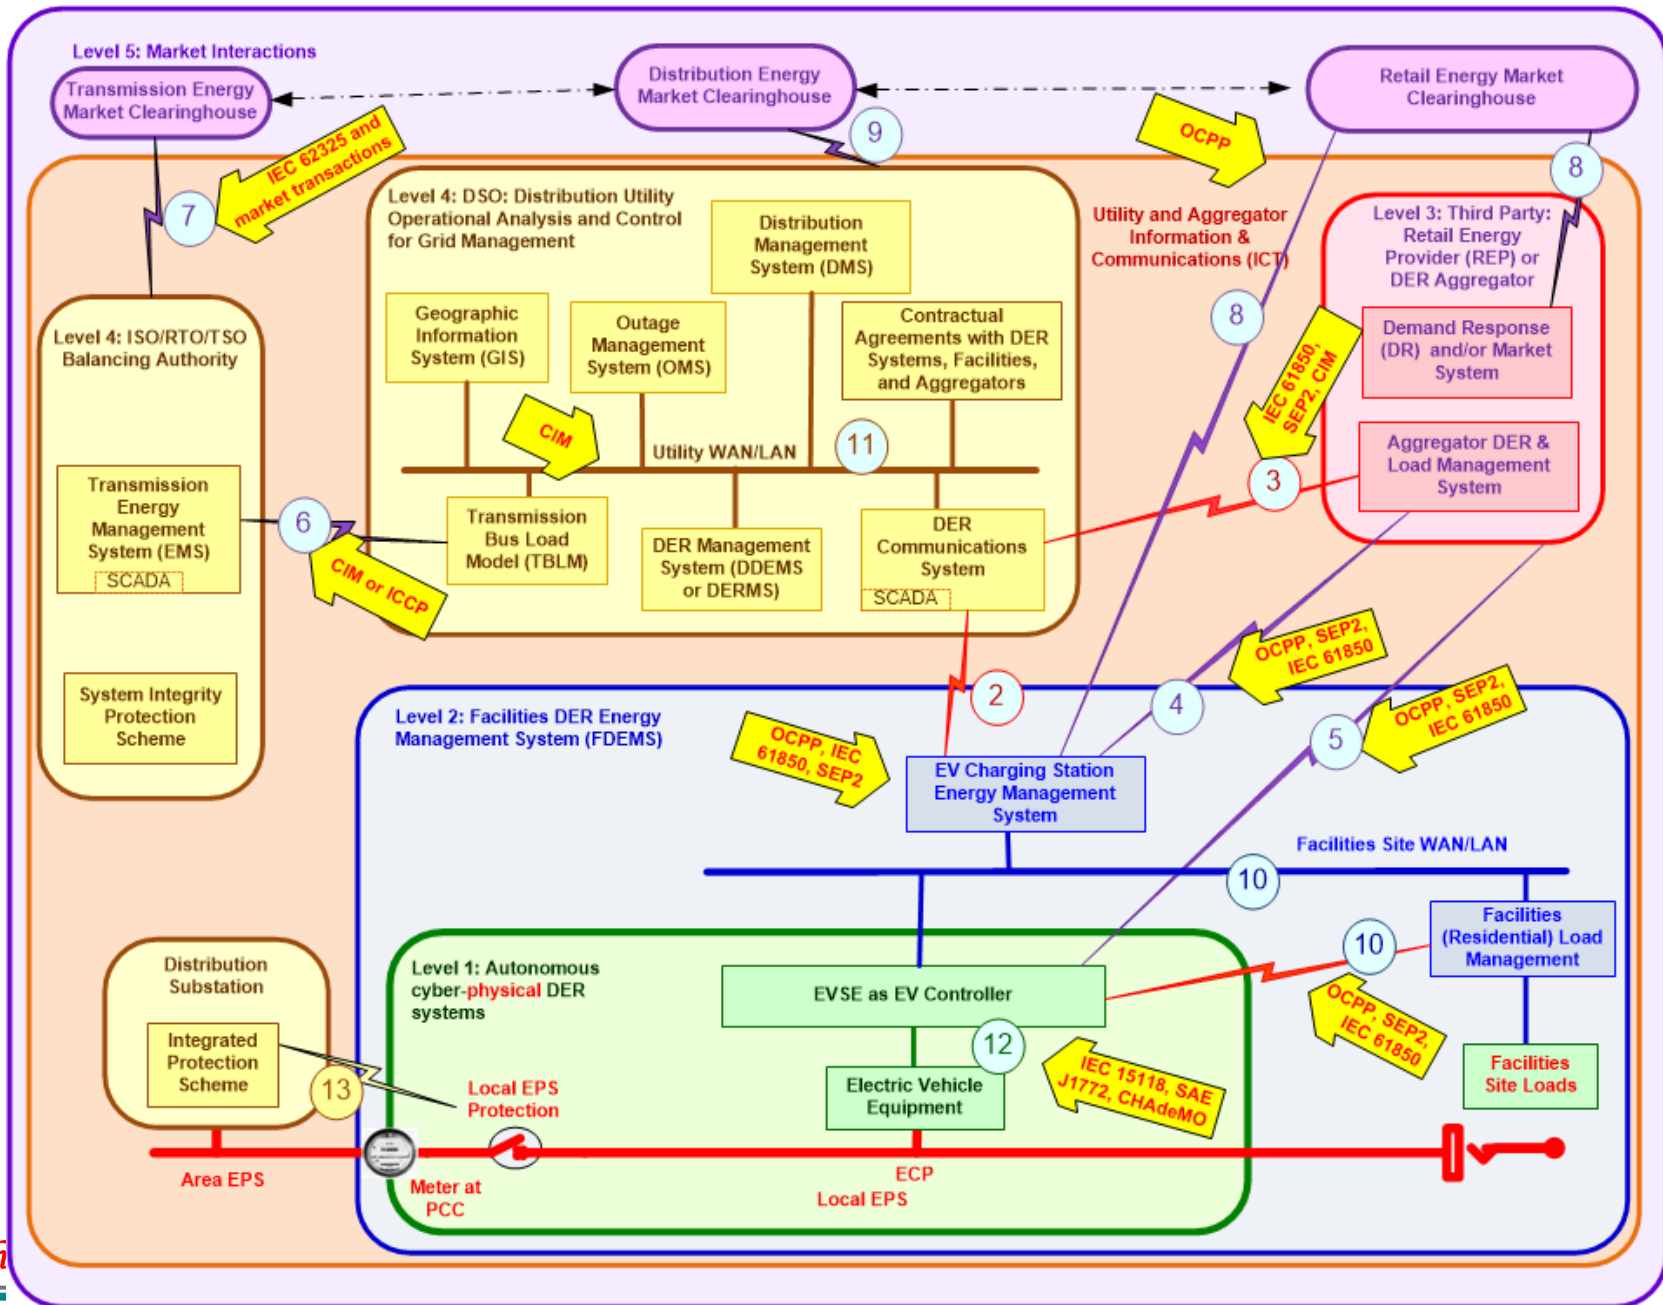 Level 5: Market Interactions
Transmission Energy
Market Clearinghouse
Distribution Energy
Market Clearinghouse
Retail Energy Market
Clearinghouse
9
OCPP
8
IEC 62325 and
market transactions
7
Level 4: DSO: Distribution Utility
Operational Analysis and Control
for Grid Management
Distribution
Management
System (DMS)
Geographic
Information
System (GIS)
Outage
Management
System (OMS)
Contractual
Agreements with DER
Systems, Facilities,
and Aggregators
CIM
Utility WAN/LAN
11
Transmission
Bus Load
Model (TBLM)
DER Management
System (DDEMS
or DERMS)
DER
Communications
System
SCADA
Utility and Aggregator
Information &
Communications (ICT)
8
Level 3: Third Party:
Retail Energy
Provider (REP) or
DER Aggregator
Demand Response
(DR) and/or Market
System
Aggregator DER &
Load Management
System
IEC 61850,
SEP2, CIM
3
Level 4: ISO/RTO/TSO
Balancing Authority
Transmission
Energy
Management
System (EMS)
SCADA
6
CIM or ICCP
System Integrity
Protection
Scheme
2
OCPP, SEP2,
IEC 61850
4
OCPP, SEP2,
IEC 61850
5
Level 2: Facilities DER Energy
Management System (FDEMS)
OCPP, IEC
61850, SEP2
EV Charging Station
Energy Management
System
Facilities Site WAN/LAN
10
Facilities
(Residential) Load
Management
10
OCPP, SEP2,
IEC 61850
Facilities
Site Loads
Level 1: Autonomous
cyber-physical DER
systems
EVSE as EV Controller
12
IEC 15118, SAE
J1772, CHAdeMO
Electric Vehicle
Equipment
Distribution
Substation
Integrated
Protection
Scheme
13
Local EPS
Protection
Area EPS
Meter at
PCC
ECP
Local EPS